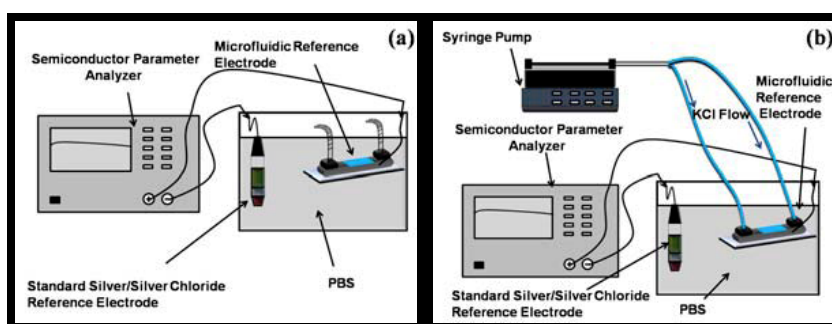 (a)
Semiconductor Parameter
Analyzer
Microfluidic Reference
Electrode
Standard Silver/Silver Chloride
Reference Electrode
PBS
(b)
Syringe Pump
Microfluidic
Reference
Electrode
KCl Flow
Semiconductor Parameter
Analyzer
Standard Silver/Silver Chloride
Reference Electrode
PBS